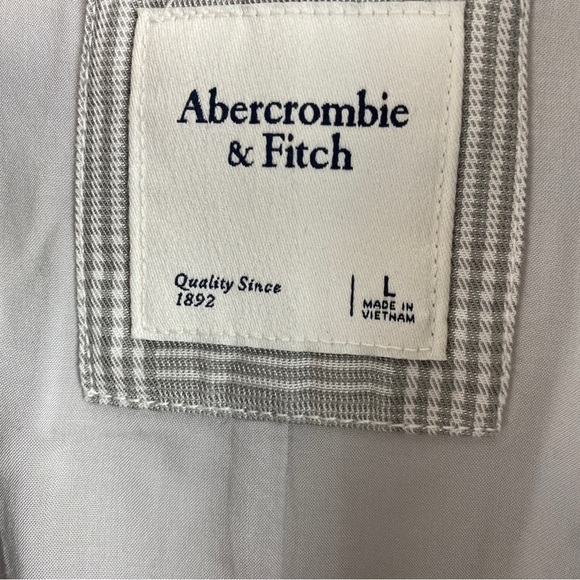 Abercrombie
& Fitch
Quality Since
1892
L
MADE IN
VIETNAM